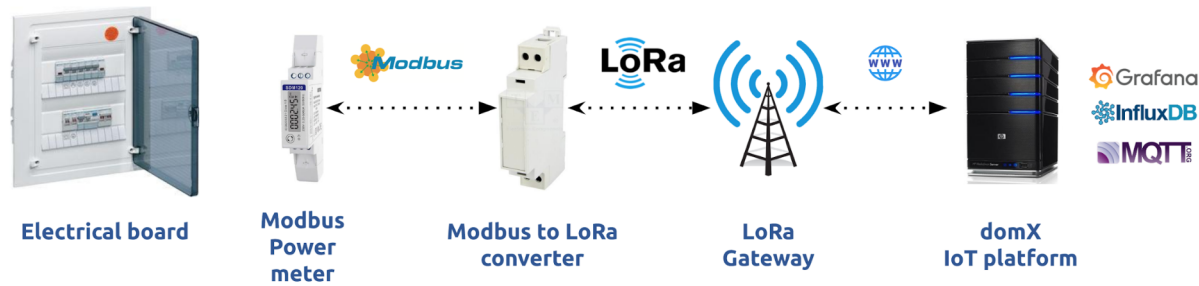 Modbus
LoRa
WWW
Grafana
InfluxDB
MQTT
.ORG
Electrical board
Modbus
Power
meter
Modbus to LoRa
converter
LoRa
Gateway
domX
IoT platform